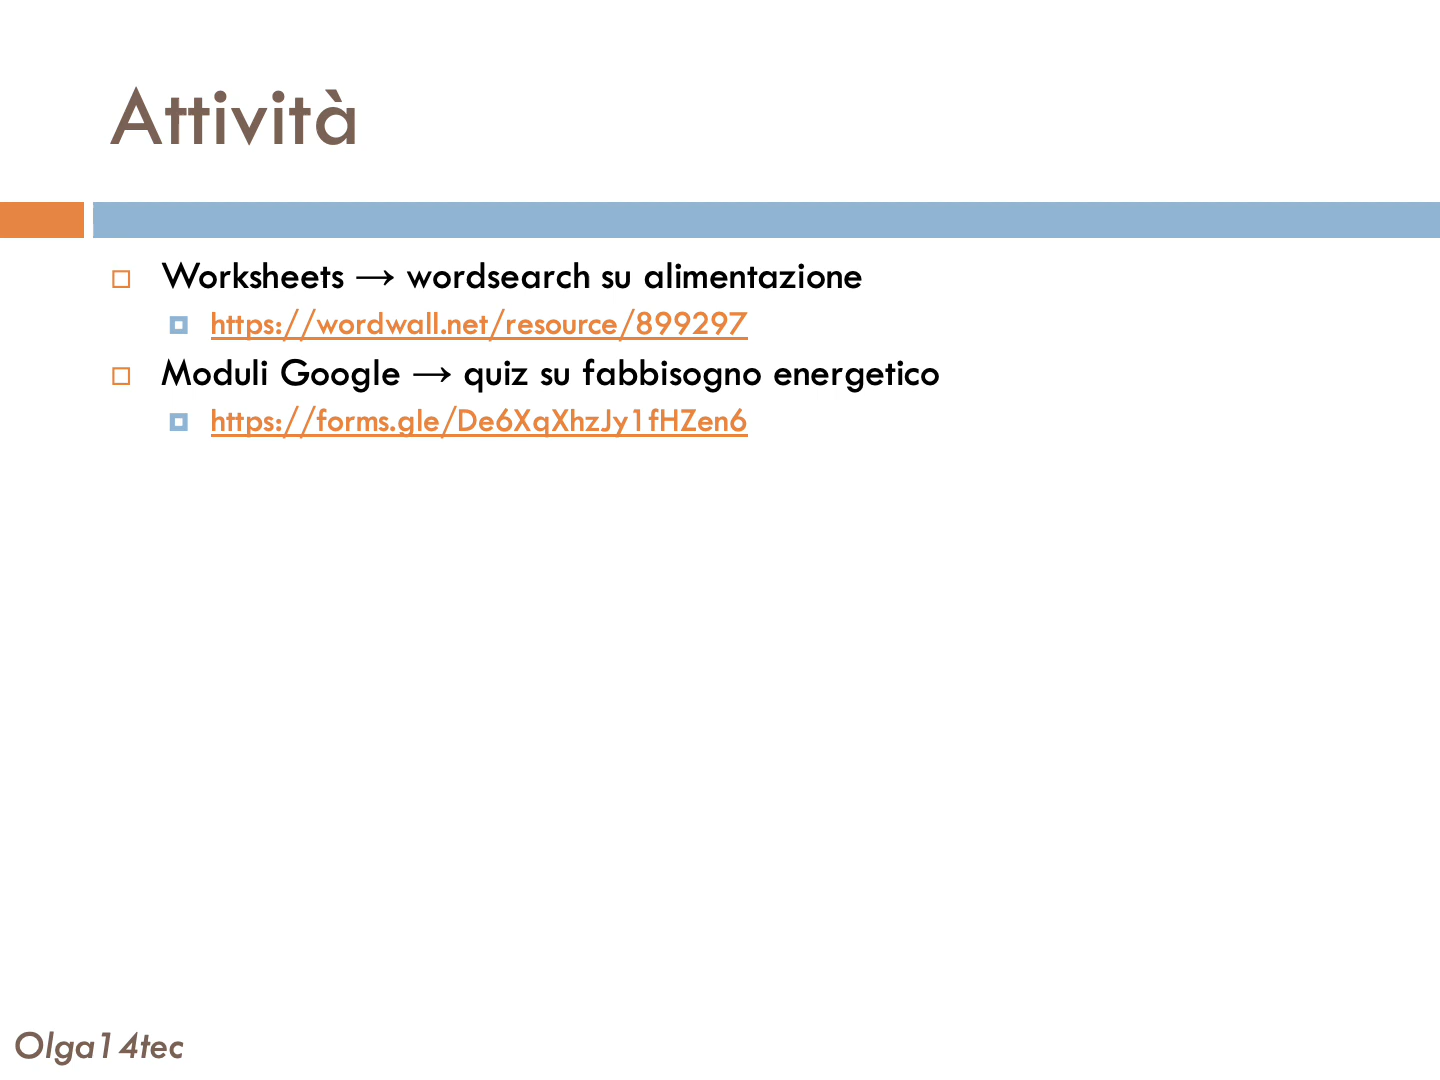 Attività
Worksheets → wordsearch su alimentazione
https://wordwall.net/resource/899297
Moduli Google → quiz su fabbisogno energetico
https://forms.gle/De6XqXhzJy1fHZen6
Olga14tec